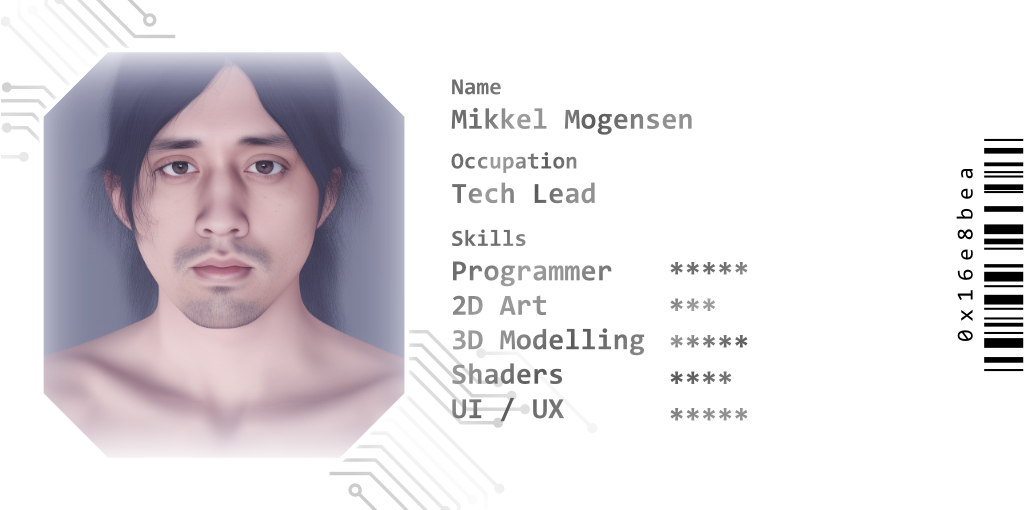 Name
Mikkel Mogensen
Occupation
Tech Lead
Skills
Programmer *****
2D Art ***
3D Modelling *****
Shaders ****
UI / UX *****
0x16e8bea